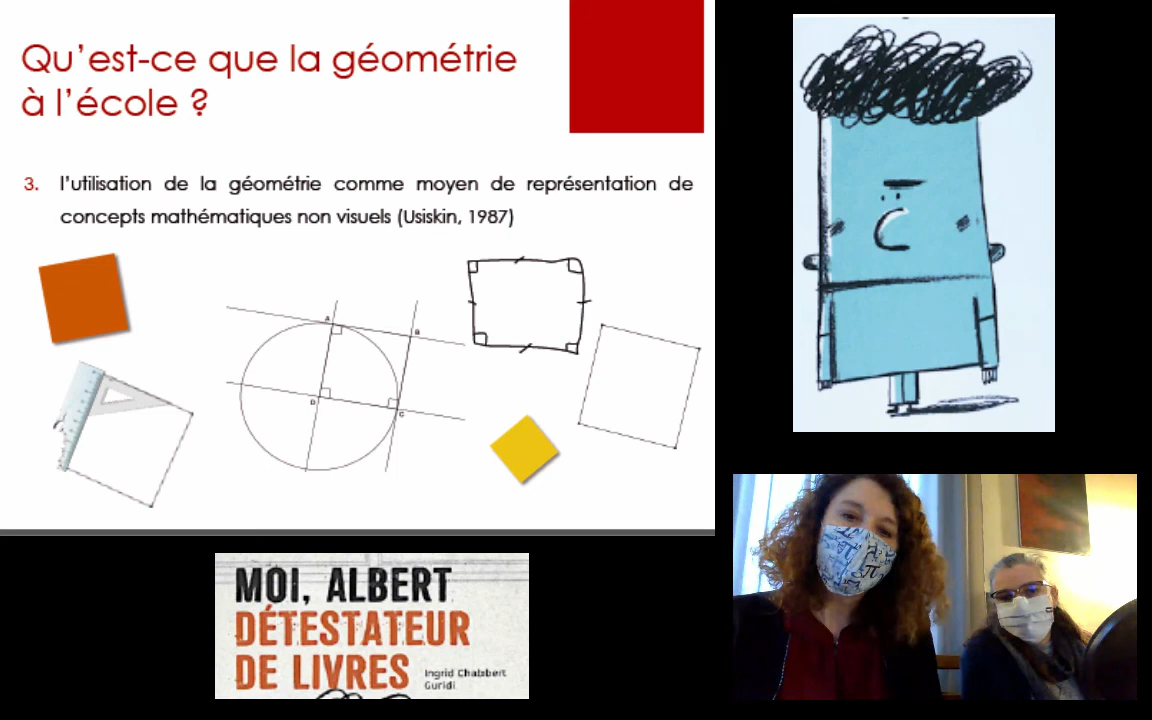 Qu’est-ce que la géométrie
à l’école ?
3. l’utilisation de la géométrie comme moyen de représentation de
concepts mathématiques non visuels (Usiskin, 1987)
A
B
D
C
MOI, ALBERT
DÉTESTATEUR
DE LIVRES
Ingrid Chabbert
Guridi